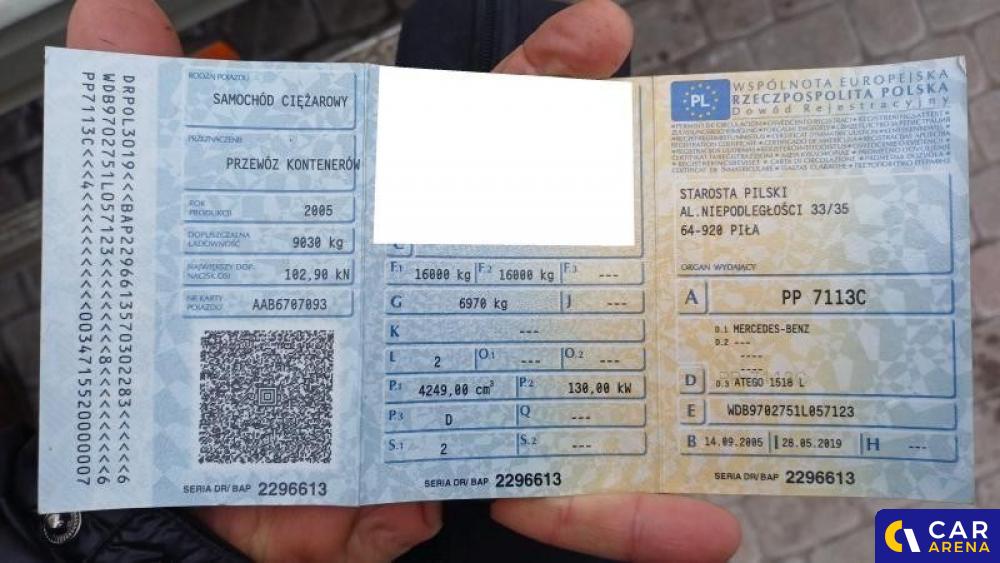 DRPOL3019<<<BAP2296613570302283<<<<<<6
WDB9702751L057123<<<<<<<8<<<<<<<<<<<6
PP7113C<<<4<<<<<<<<<0034715520000007
RODZAJ POJAZDU
SAMOCHÓD CIĘŻAROWY
PRZEZNACZENIE
PRZEWÓZ KONTENERÓW
ROK
PRODUKCJI 2005
DOPUSZCZALNA
ŁADOWNOŚĆ 9030 kg
NAJWIĘKSZY DOP.
NACISK OSI 102,90 kN
NR KARTY
POJAZDU AAB6707093
SERIA DR/BAP 2296613
C
F.1 16000 kg F.2 16000 kg F.3 ---
G 6970 kg J ---
K ---
L 2 O.1 --- O.2 ---
P.1 4249,00 cm³ P.2 130,00 kW
P.3 D Q ---
S.1 2 S.2 ---
SERIA DR/BAP 2296613
PL
WSPÓLNOTA EUROPEJSKA
RZECZPOSPOLITA POLSKA
Dowód Rejestracyjny
STAROSTA PILSKI
AL.NIEPODLEGŁOŚCI 33/35
64-920 PIŁA
ORGAN WYDAJĄCY
A PP 7113C
D.1 MERCEDES-BENZ
D.2 ---
----
----
D D.3 ATEGO 1518 L
E WDB9702751L057123
B 14.09.2005 I 28.05.2019 H ---
SERIA DR/BAP 2296613
CAR
ARENA